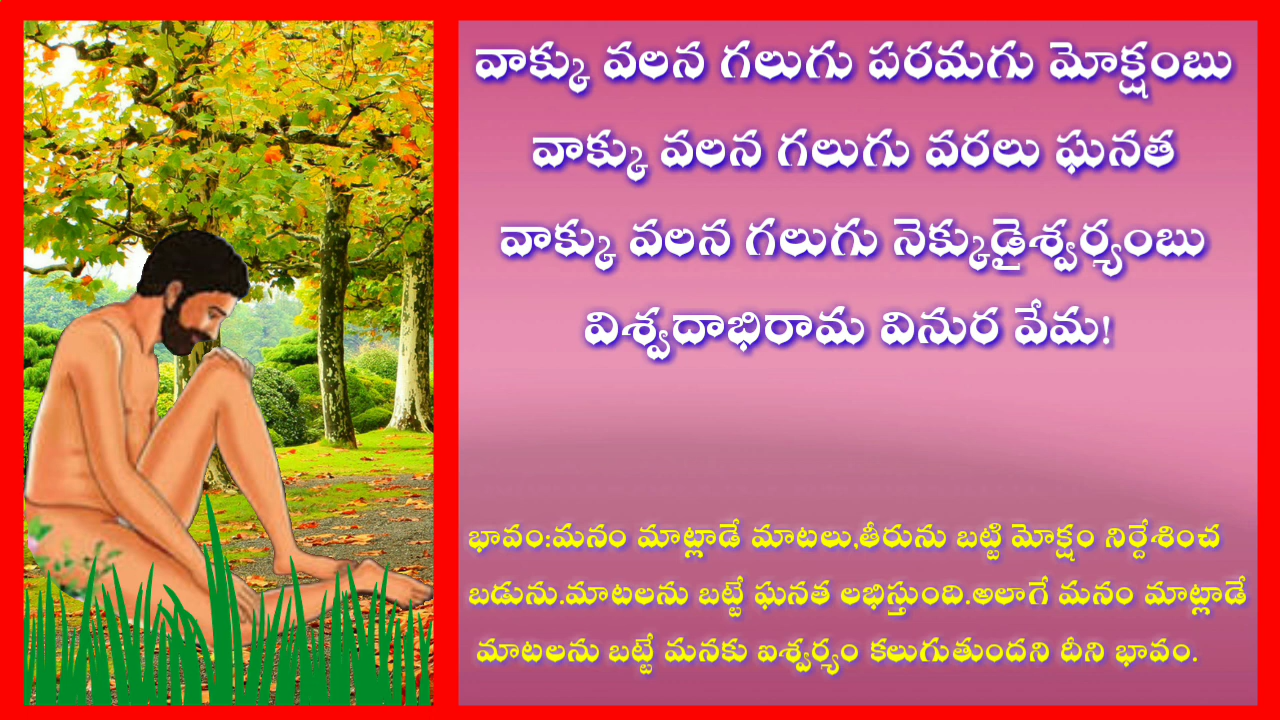 వాక్కు వలన గలుగు పరమగు మోక్షంబు
వాక్కు వలన గలుగు వరలు ఘనత
వాక్కు వలన గలుగు నెక్కుడైశ్వర్యంబు
విశ్వదాభిరామ వినుర వేమ!
భావం:మనం మాట్లాడే మాటలు,తీరును బట్టి మోక్షం నిర్దేశించ
బడును.మాటలను బట్టే ఘనత లభిస్తుంది.అలాగే మనం మాట్లాడే
మాటలను బట్టే మనకు ఐశ్వర్యం కలుగుతుందని దీని భావం.